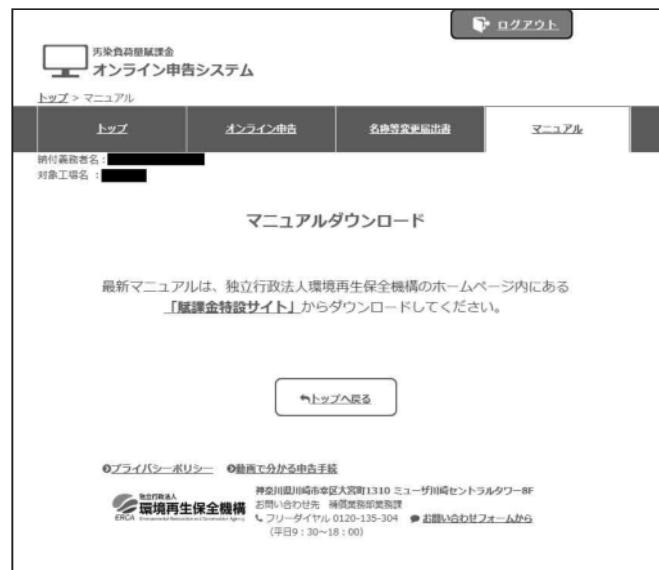 ログアウト
汚染負荷量賦課金
オンライン申告システム
トップ > マニュアル
トップ
オンライン申告
名称等変更届出書
マニュアル
納付義務者名：
対象工場名 ：
マニュアルダウンロード
最新マニュアルは、独立行政法人環境再生保全機構のホームページ内にある
「賦課金特設サイト」からダウンロードしてください。
トップへ戻る
プライバシーポリシー 動画で分かる申告手続
独立行政法人
環境再生保全機構
ERCA Environmental Restoration and Conservation Agency
神奈川県川崎市幸区大宮町1310 ミューザ川崎セントラルタワー8F
お問い合わせ先 補償業務部業務課
フリーダイヤル 0120-135-304 お問い合わせフォームから
（平日9：30～18：00）